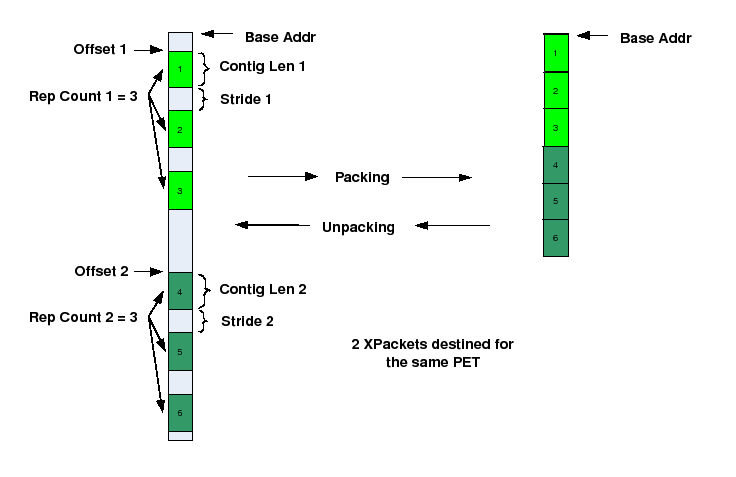 Base Addr
Base Addr
Offset 1
1
Contig Len 1
1
Rep Count 1 = 3
Stride 1
2
2
3
3
4
Packing
5
Unpacking
6
Offset 2
4
Contig Len 2
Rep Count 2 = 3
Stride 2
5
2 XPackets destined for
the same PET
6